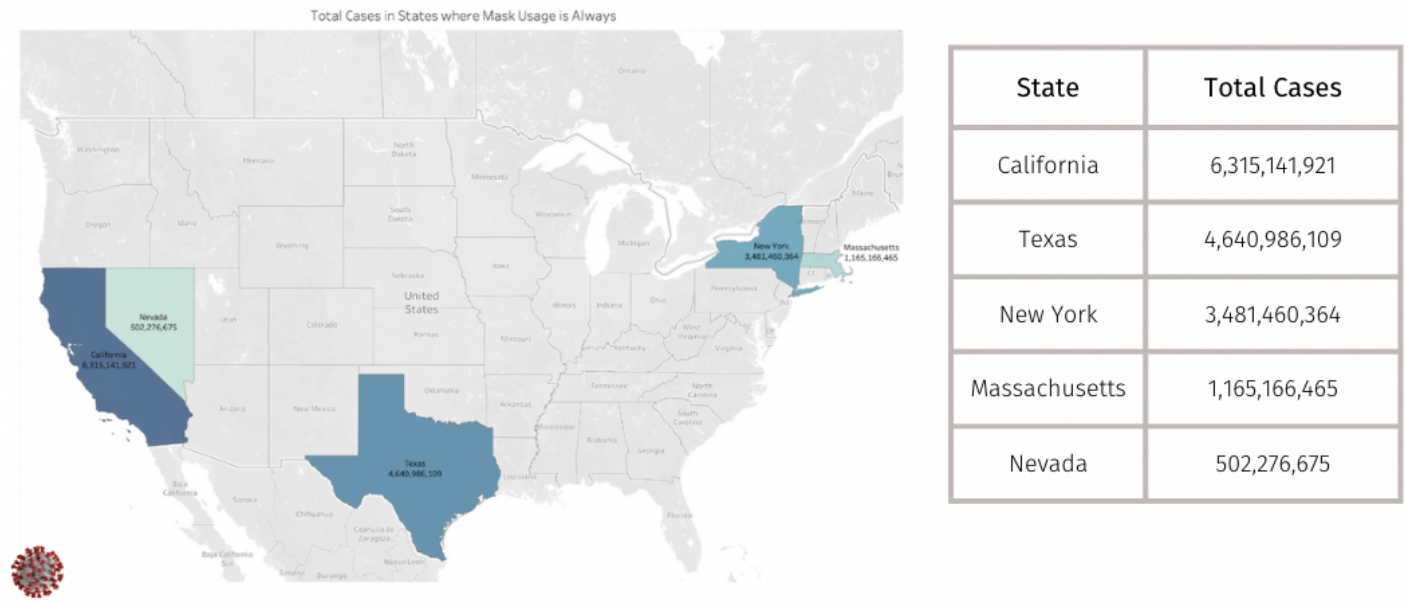 Total Cases in States where Mask Usage is Always
Ontario
Washington
Montana
North
Dakota
Minnesota
Maine
Oregon
Idaho
South
Dakota
Wisconsin
Wyoming
Michigan
New York
3,481,460,364
Massachusetts
1,165,166,465
Iowa
Nebraska
CT
Pennsylvania
NJ
United
States
Illinois
Indiana
Ohio
Nevada
502,276,675
Utah
Colorado
Kansas
Missouri
West
Virginia
Virginia
DE
Kentucky
California
6,315,141,921
Oklahoma
Tennessee
North
Carolina
Arizona
New Mexico
Arkansas
South
Carolina
Mississippi
Alabama
Georgia
Texas
4,640,986,109
Louisiana
Baja
California
Sonora
Chihuahua
Coahuila de
Zaragoza
Florida
Baja California
Sur
Sinaloa
Durango
Nuevo Leon
State Total Cases
California 6,315,141,921
Texas 4,640,986,109
New York 3,481,460,364
Massachusetts 1,165,166,465
Nevada 502,276,675